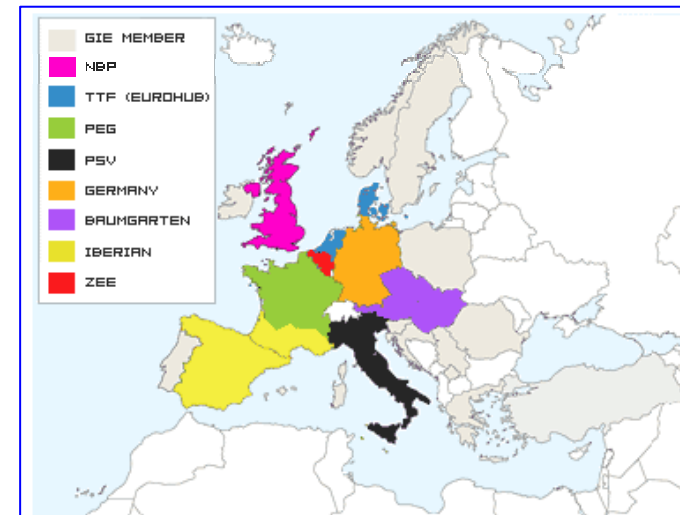 GIE MEMBER
NBP
TTF (EUROHUB)
PEG
PSV
GERMANY
BAUMGARTEN
IBERIAN
ZEE